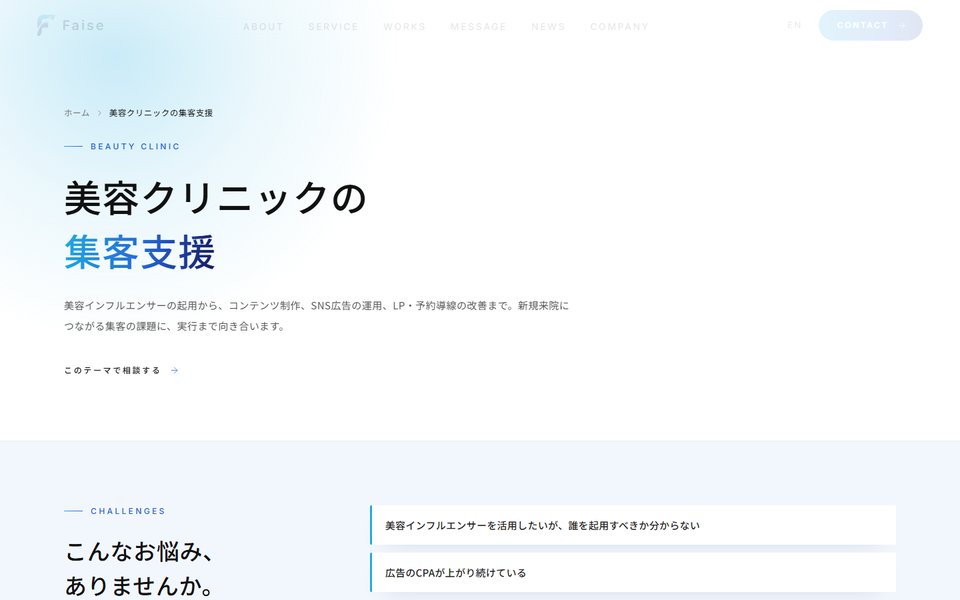 Faise
ABOUT SERVICE WORKS MESSAGE NEWS COMPANY
EN
CONTACT →
ホーム › 美容クリニックの集客支援
BEAUTY CLINIC
美容クリニックの
集客支援
美容インフルエンサーの起用から、コンテンツ制作、SNS広告の運用、LP・予約導線の改善まで。新規来院に
つながる集客の課題に、実行まで向き合います。
このテーマで相談する →
CHALLENGES
こんなお悩み、
ありませんか。
美容インフルエンサーを活用したいが、誰を起用すべきか分からない
広告のCPAが上がり続けている